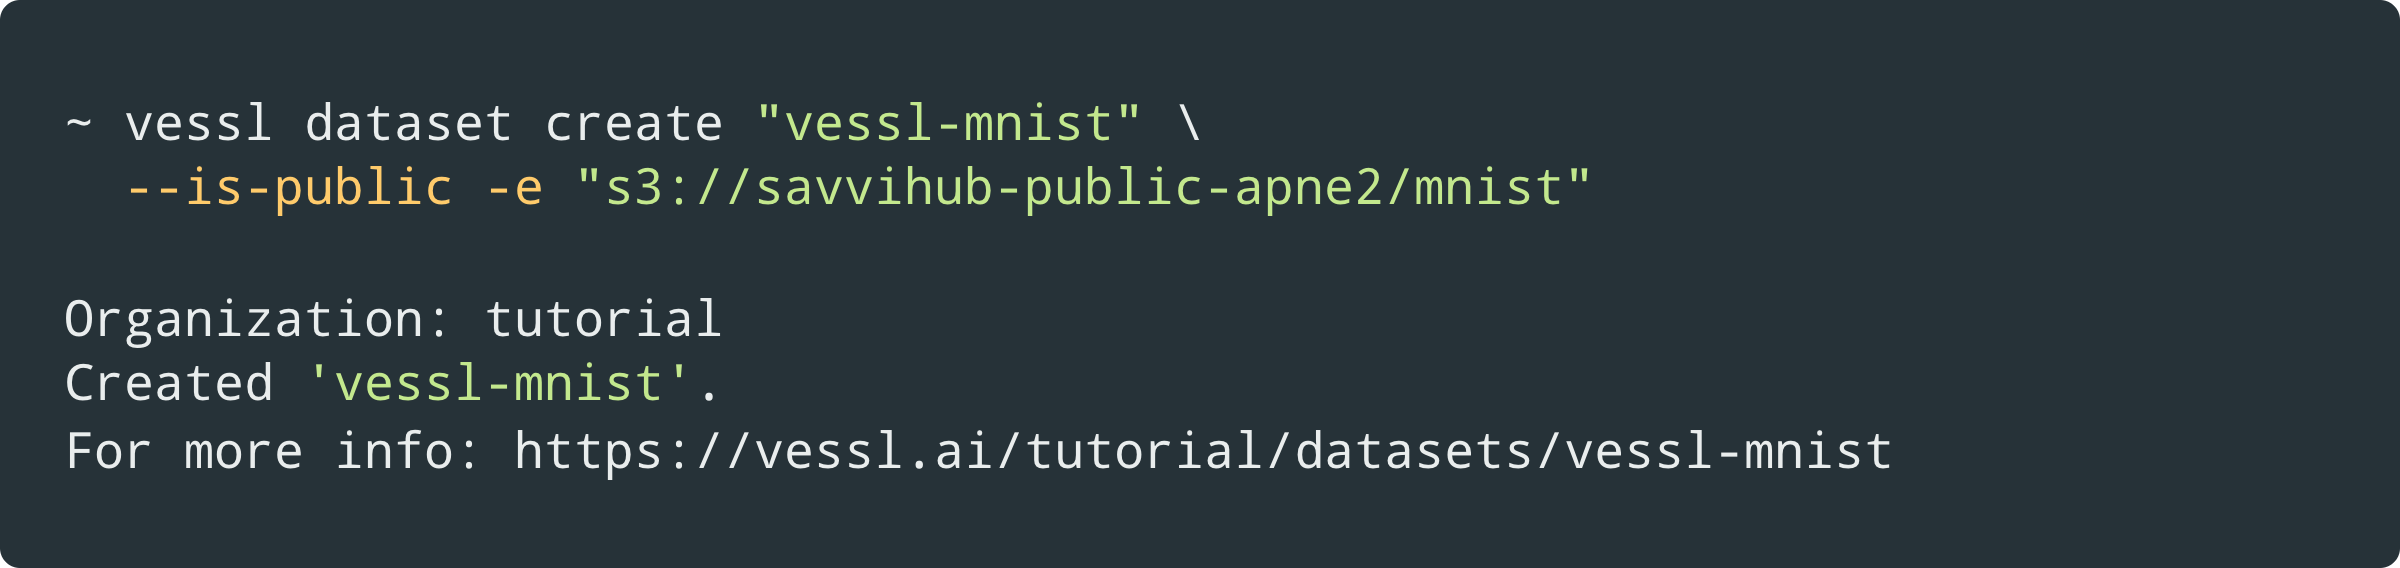 ~ vessl dataset create "vessl-mnist" \
--is-public -e "s3://savvihub-public-apne2/mnist"
Organization: tutorial
Created 'vessl-mnist'.
For more info: https://vessl.ai/tutorial/datasets/vessl-mnist